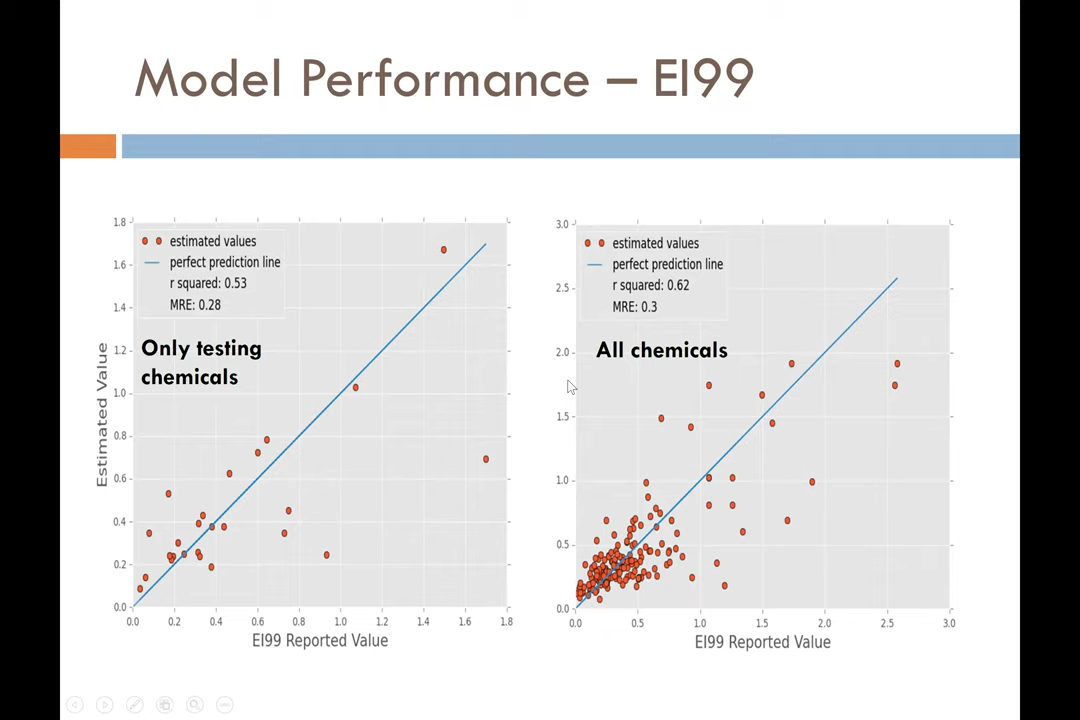 Model Performance – EI99
1.8
1.6
1.4
1.2
1.0
0.8
0.6
0.4
0.2
0.0
Estimated Value
estimated values
perfect prediction line
r squared: 0.53
MRE: 0.28
Only testing
chemicals
0.0 0.2 0.4 0.6 0.8 1.0 1.2 1.4 1.6 1.8
EI99 Reported Value
3.0
2.5
2.0
1.5
1.0
0.5
0.0
estimated values
perfect prediction line
r squared: 0.62
MRE: 0.3
All chemicals
0.0 0.5 1.0 1.5 2.0 2.5 3.0
EI99 Reported Value